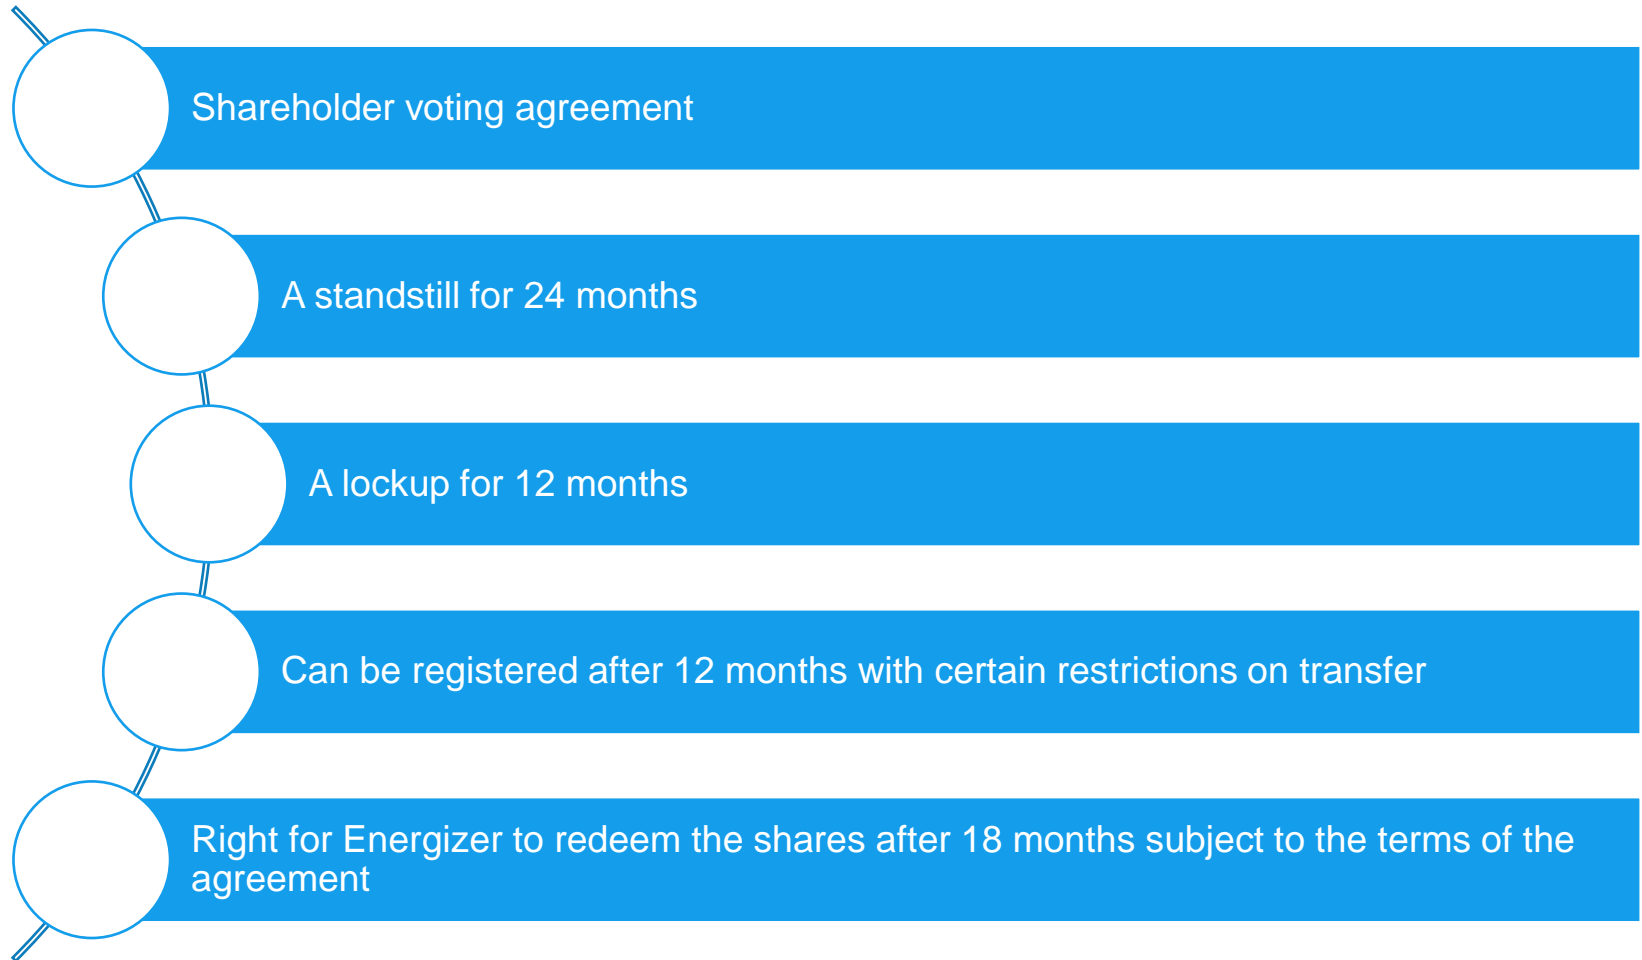 Shareholder voting agreement
A standstill for 24 months
A lockup for 12 months
Can be registered after 12 months with certain restrictions on transfer
Right for Energizer to redeem the shares after 18 months subject to the terms of the
agreement